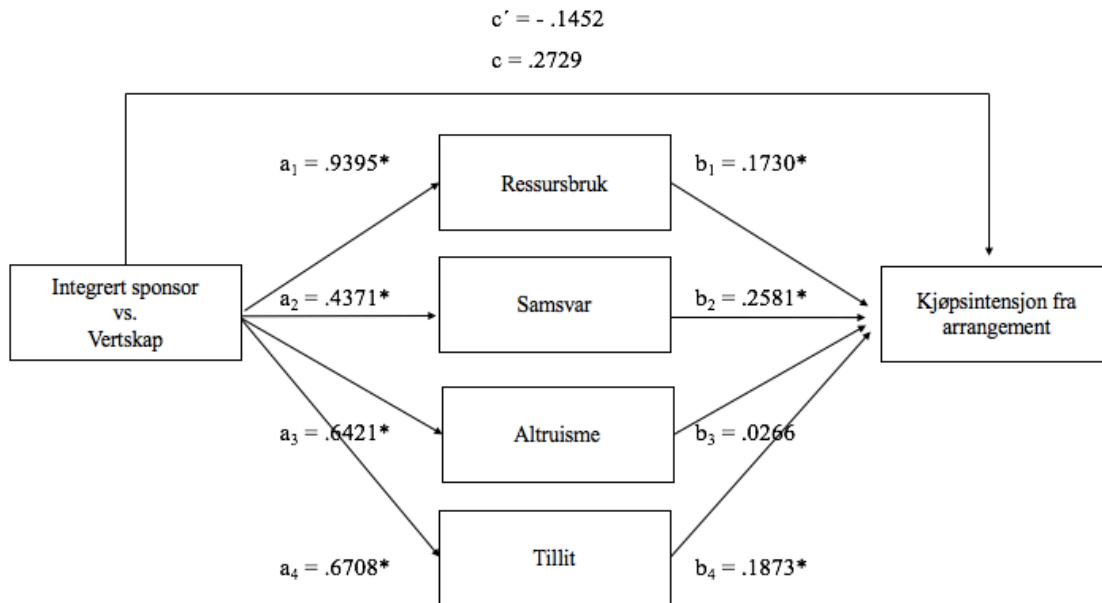 c´ = - .1452
c = .2729
a₁ = .9395*
b₁ = .1730*
Ressursbruk
Integrert sponsor
vs.
Vertskap
a₂ = .4371*
Samsvar
b₂ = .2581*
Kjøpsintensjon fra
arrangement
a₃ = .6421*
Altruisme
b₃ = .0266
a₄ = .6708*
Tillit
b₄ = .1873*